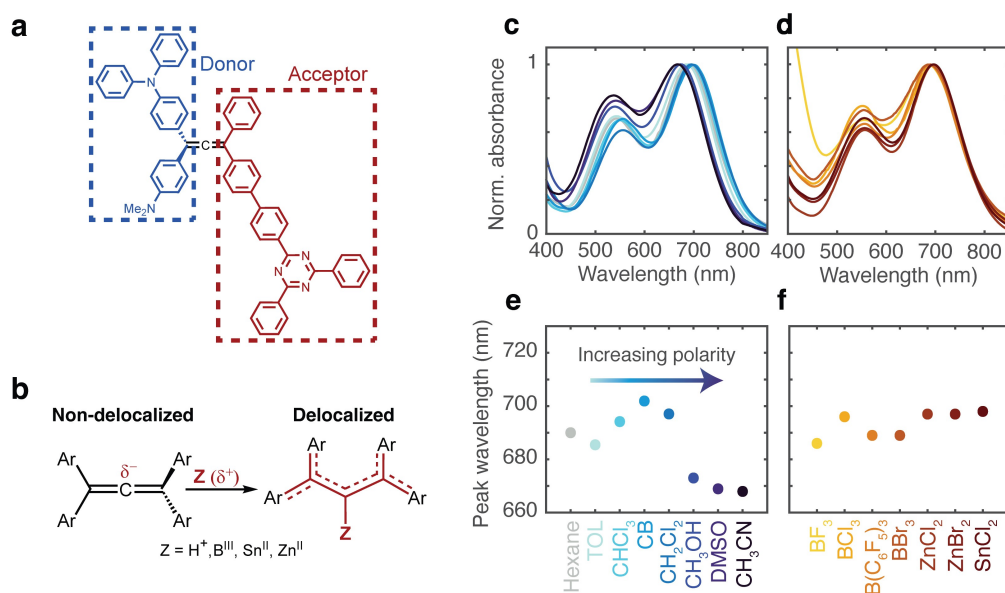 a
Donor
Acceptor
N
C
Me₂N
N
N
N
b
Non-delocalized
Delocalized
Ar
Ar
Ar
Ar
C
δ⁻
Z (δ⁺)
Ar
Ar
Ar
Ar
Z
Z = H⁺,Bᴵᴵᴵ, Snᴵᴵ, Znᴵᴵ
c
Norm. absorbance
1
0
400 500 600 700 800
Wavelength (nm)
d
400 500 600 700 800
Wavelength (nm)
e
Peak wavelength (nm)
720
700
680
660
Increasing polarity
Hexane
TOL
CHCl₃
CB
CH₂Cl₂
CH₃OH
DMSO
CH₃CN
f
BF₃
BCl₃
B(C₆F₅)₃
BBr₃
ZnCl₂
ZnBr₂
SnCl₂